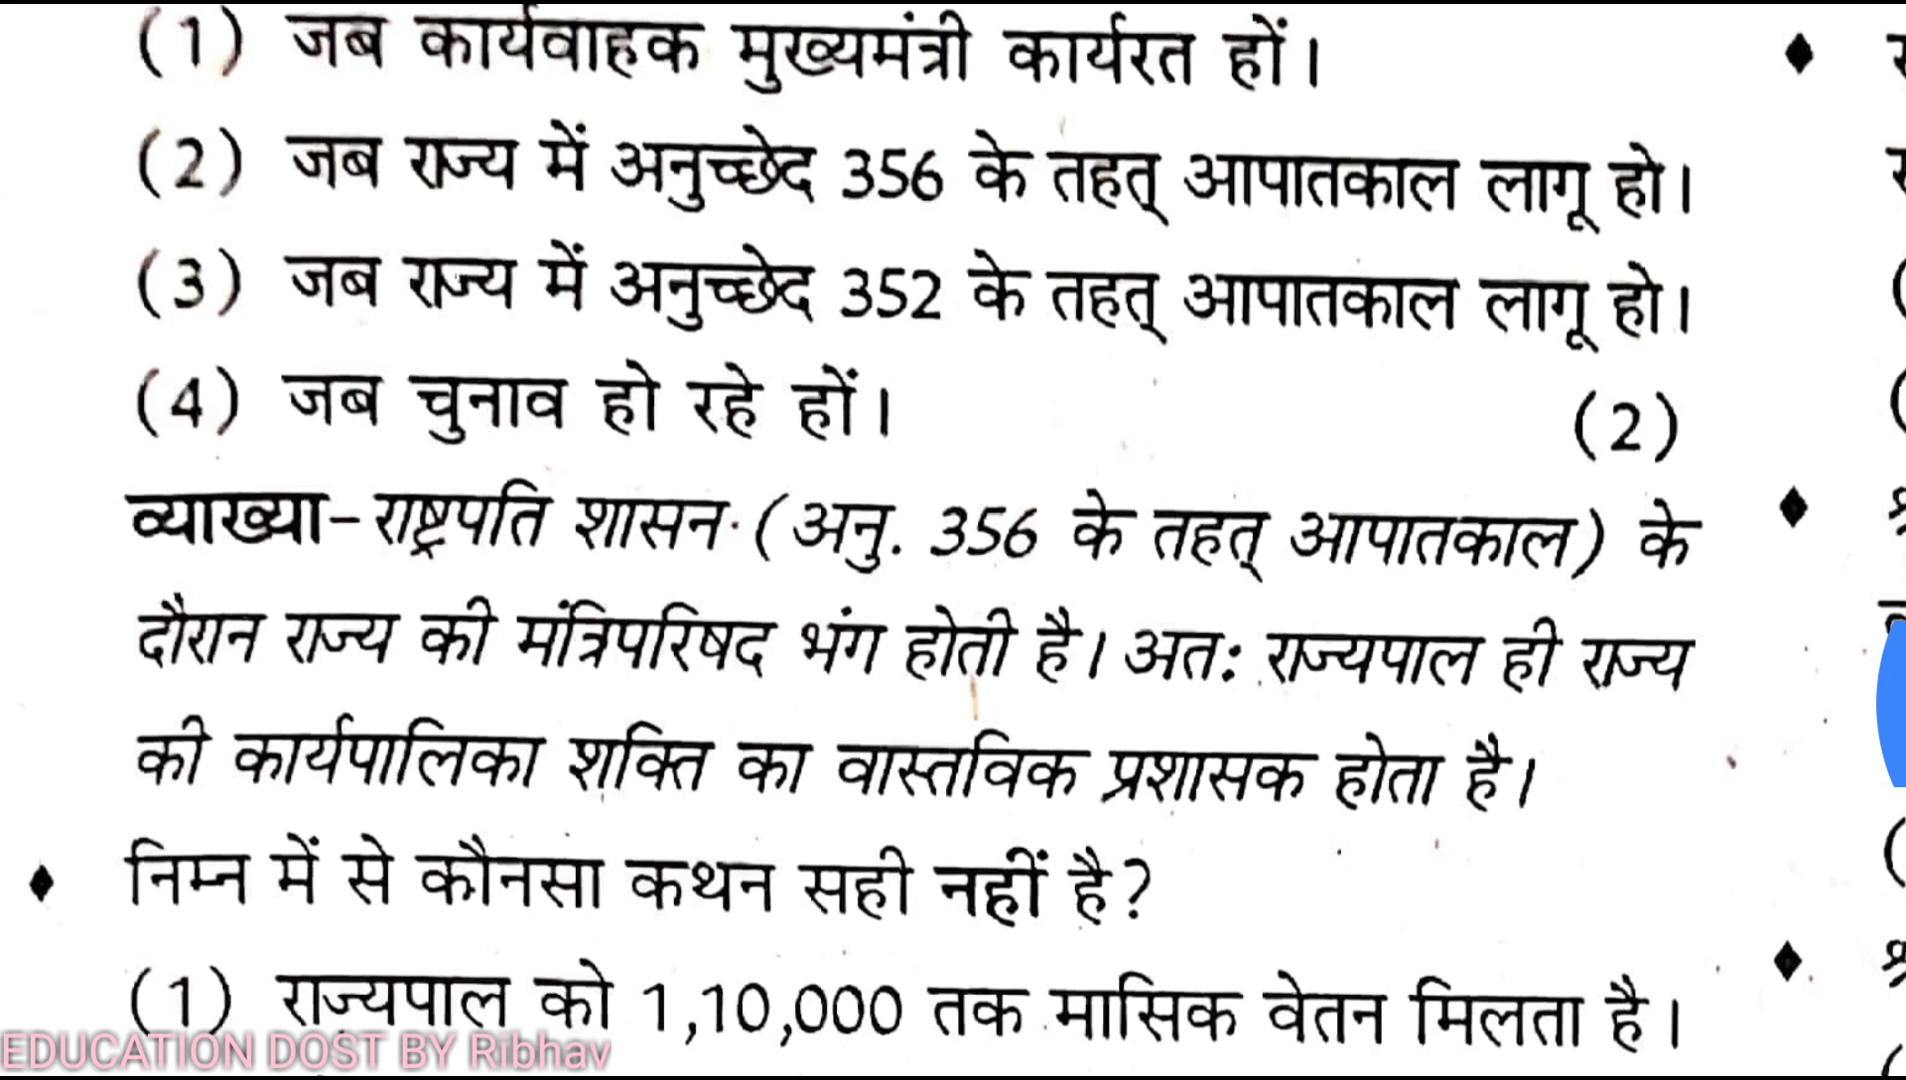 (1) जब कार्यवाहक मुख्यमंत्री कार्यरत हों।
(2) जब राज्य में अनुच्छेद 356 के तहत् आपातकाल लागू हो।
(3) जब राज्य में अनुच्छेद 352 के तहत् आपातकाल लागू हो।
(4) जब चुनाव हो रहे हों। (2)
व्याख्या-राष्ट्रपति शासन (अनु. 356 के तहत् आपातकाल) के
दौरान राज्य की मंत्रिपरिषद भंग होती है। अतः राज्यपाल ही राज्य
की कार्यपालिका शक्ति का वास्तविक प्रशासक होता है।
♦ निम्न में से कौनसा कथन सही नहीं है?
(1) राज्यपाल को 1,10,000 तक मासिक वेतन मिलता है।
EDUCATION DOST BY Ribhav